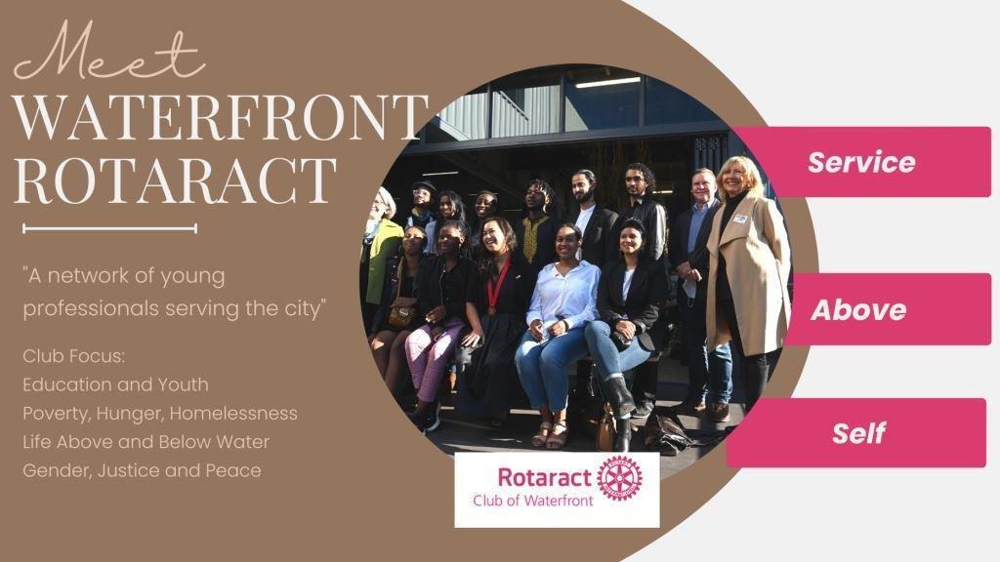 Meet
WATERFRONT
ROTARACT
"A network of young
professionals serving the city"
Club Focus:
Education and Youth
Poverty, Hunger, Homelessness
Life Above and Below Water
Gender, Justice and Peace
Service
Above
Self
Rotaract
Club of Waterfront